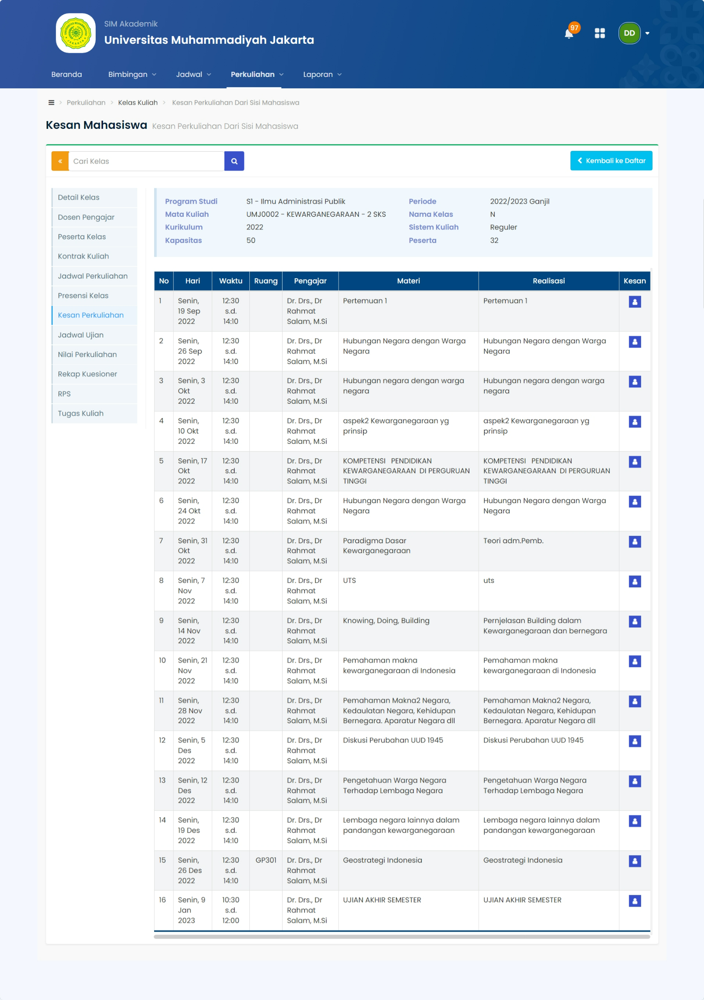 SIM Akademik
Universitas Muhammadiyah Jakarta
97
DD
Beranda
Bimbingan
Jadwal
Perkuliahan
Laporan
Perkuliahan > Kelas Kuliah > Kesan Perkuliahan Dari Sisi Mahasiswa
Kesan Mahasiswa Kesan Perkuliahan Dari Sisi Mahasiswa
Cari Kelas
Kembali ke Daftar
Detail Kelas
Dosen Pengajar
Peserta Kelas
Kontrak Kuliah
Jadwal Perkuliahan
Presensi Kelas
Kesan Perkuliahan
Jadwal Ujian
Nilai Perkuliahan
Rekap Kuesioner
RPS
Tugas Kuliah
Program Studi S1 - Ilmu Administrasi Publik Periode 2022/2023 Ganjil
Mata Kuliah UMJ0002 - KEWARGANEGARAAN - 2 SKS Nama Kelas N
Kurikulum 2022 Sistem Kuliah Reguler
Kapasitas 50 Peserta 32
No Hari Waktu Ruang Pengajar Materi Realisasi Kesan
1 Senin, 12:30 Dr. Drs., Dr Pertemuan 1 Pertemuan 1
19 Sep s.d. Rahmat
2022 14:10 Salam, M.Si
2 Senin, 12:30 Dr. Drs., Dr Hubungan Negara dengan Warga Hubungan Negara dengan Warga
26 Sep s.d. Rahmat Negara Negara
2022 14:10 Salam, M.Si
3 Senin, 3 12:30 Dr. Drs., Dr Hubungan negara dengan warga Hubungan negara dengan warga
Okt s.d. Rahmat negara negara
2022 14:10 Salam, M.Si
4 Senin, 12:30 Dr. Drs., Dr aspek2 Kewarganegaraan yg aspek2 Kewarganegaraan yg
10 Okt s.d. Rahmat prinsip prinsip
2022 14:10 Salam, M.Si
5 Senin, 17 12:30 Dr. Drs., Dr KOMPETENSI PENDIDIKAN KOMPETENSI PENDIDIKAN
Okt s.d. Rahmat KEWARGANEGARAAN DI PERGURUAN KEWARGANEGARAAN DI PERGURUAN
2022 14:10 Salam, M.Si TINGGI TINGGI
6 Senin, 12:30 Dr. Drs., Dr Hubungan Negara dengan Warga Hubungan Negara dengan Warga
24 Okt s.d. Rahmat Negara Negara
2022 14:10 Salam, M.Si
7 Senin, 31 12:30 Dr. Drs., Dr Paradigma Dasar Teori adm.Pemb.
Okt s.d. Rahmat Kewarganegaraan
2022 14:10 Salam, M.Si
8 Senin, 7 12:30 Dr. Drs., Dr UTS uts
Nov s.d. Rahmat
2022 14:10 Salam, M.Si
9 Senin, 12:30 Dr. Drs., Dr Knowing, Doing, Building Pernjelasan Building dalam
14 Nov s.d. Rahmat Kewarganegaraan dan bernegara
2022 14:10 Salam, M.Si
10 Senin, 21 12:30 Dr. Drs., Dr Pemahaman makna Pemahaman makna
Nov s.d. Rahmat kewarganegaraan di Indonesia kewarganegaraan di Indonesia
2022 14:10 Salam, M.Si
11 Senin, 12:30 Dr. Drs., Dr Pemahaman Makna2 Negara, Pemahaman Makna2 Negara,
28 Nov s.d. Rahmat Kedaulatan Negara, Kehidupan Kedaulatan Negara, Kehidupan
2022 14:10 Salam, M.Si Bernegara. Aparatur Negara dll Bernegara. Aparatur Negara dll
12 Senin, 5 12:30 Dr. Drs., Dr Diskusi Perubahan UUD 1945 Diskusi Perubahan UUD 1945
Des s.d. Rahmat
2022 14:10 Salam, M.Si
13 Senin, 12 12:30 Dr. Drs., Dr Pengetahuan Warga Negara Pengetahuan Warga Negara
Des s.d. Rahmat Terhadap Lembaga Negara Terhadap Lembaga Negara
2022 14:10 Salam, M.Si
14 Senin, 12:30 Dr. Drs., Dr Lembaga negara lainnya dalam Lembaga negara lainnya dalam
19 Des s.d. Rahmat pandangan kewarganegaraan pandangan kewarganegaraan
2022 14:10 Salam, M.Si
15 Senin, 12:30 GP301 Dr. Drs., Dr Geostrategi Indonesia Geostrategi Indonesia
26 Des s.d. Rahmat
2022 14:10 Salam, M.Si
16 Senin, 9 10:30 Dr. Drs., Dr UJIAN AKHIR SEMESTER UJIAN AKHIR SEMESTER
Jan s.d. Rahmat
2023 12:00 Salam, M.Si